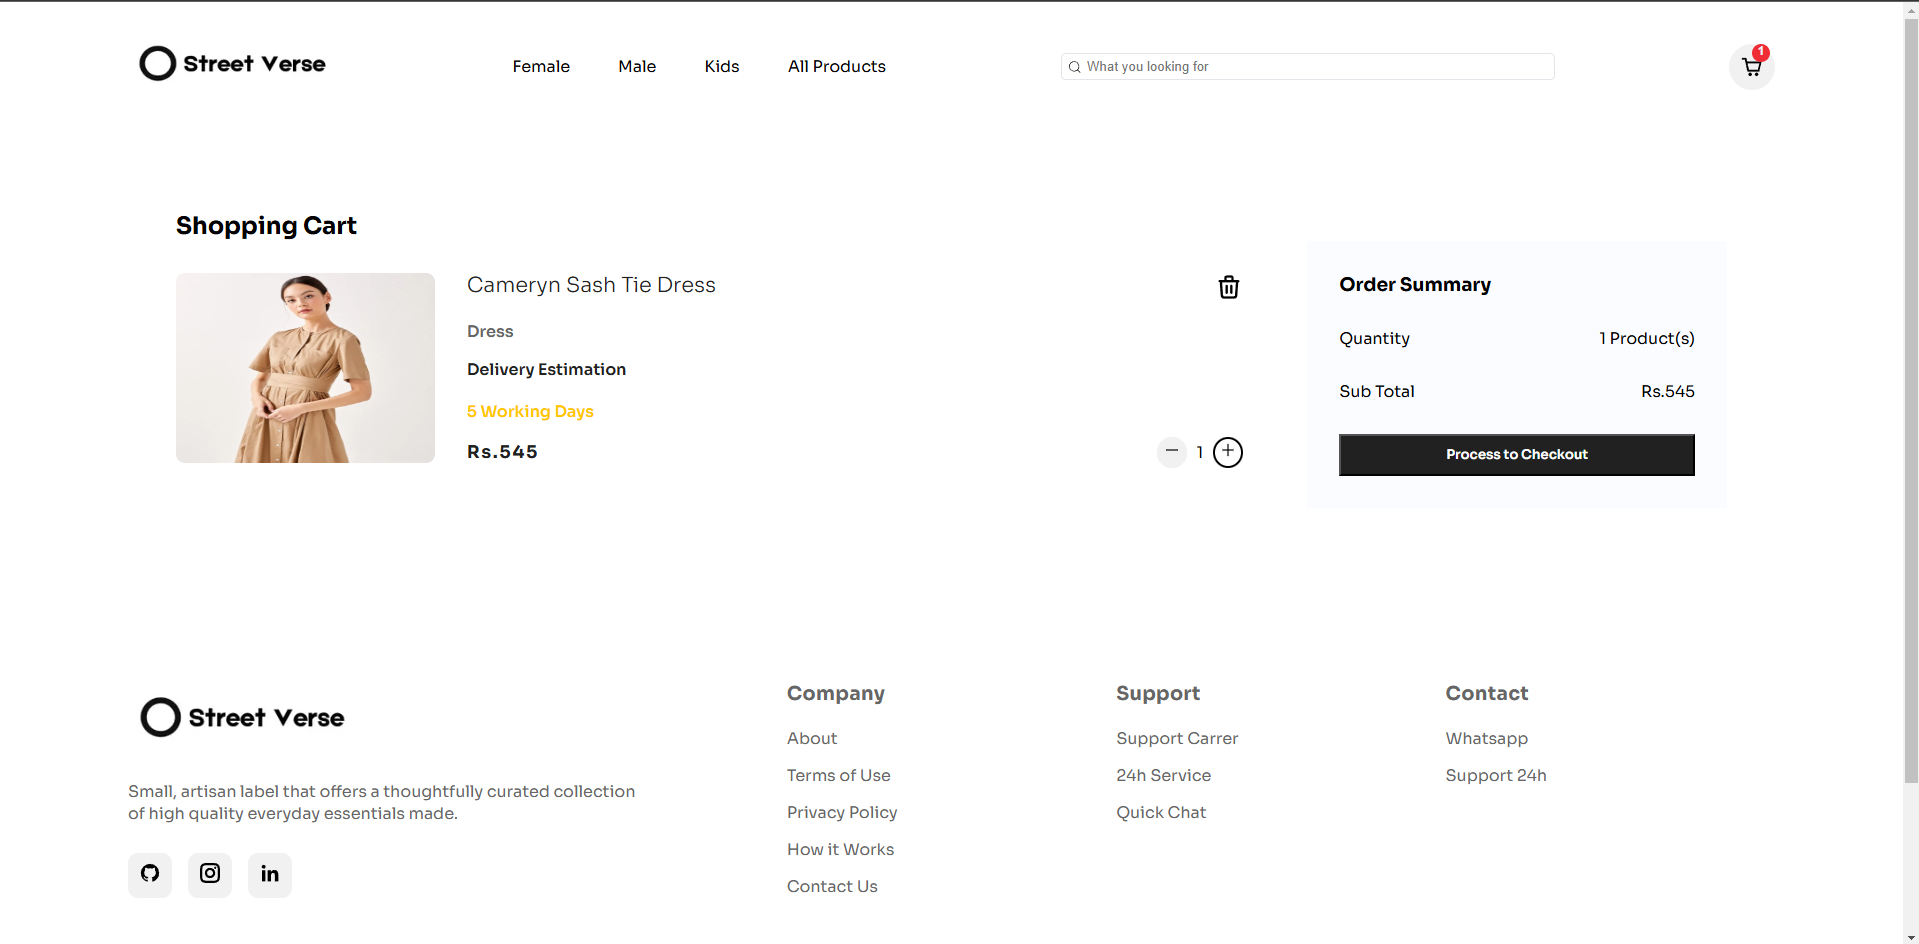 Street Verse
Female
Male
Kids
All Products
What you looking for
1
Shopping Cart
Cameryn Sash Tie Dress
Dress
Delivery Estimation
5 Working Days
Rs.545
1
Order Summary
Quantity 1 Product(s)
Sub Total Rs.545
Process to Checkout
Street Verse
Small, artisan label that offers a thoughtfully curated collection
of high quality everyday essentials made.
in
Company
About
Terms of Use
Privacy Policy
How it Works
Contact Us
Support
Support Carrer
24h Service
Quick Chat
Contact
Whatsapp
Support 24h